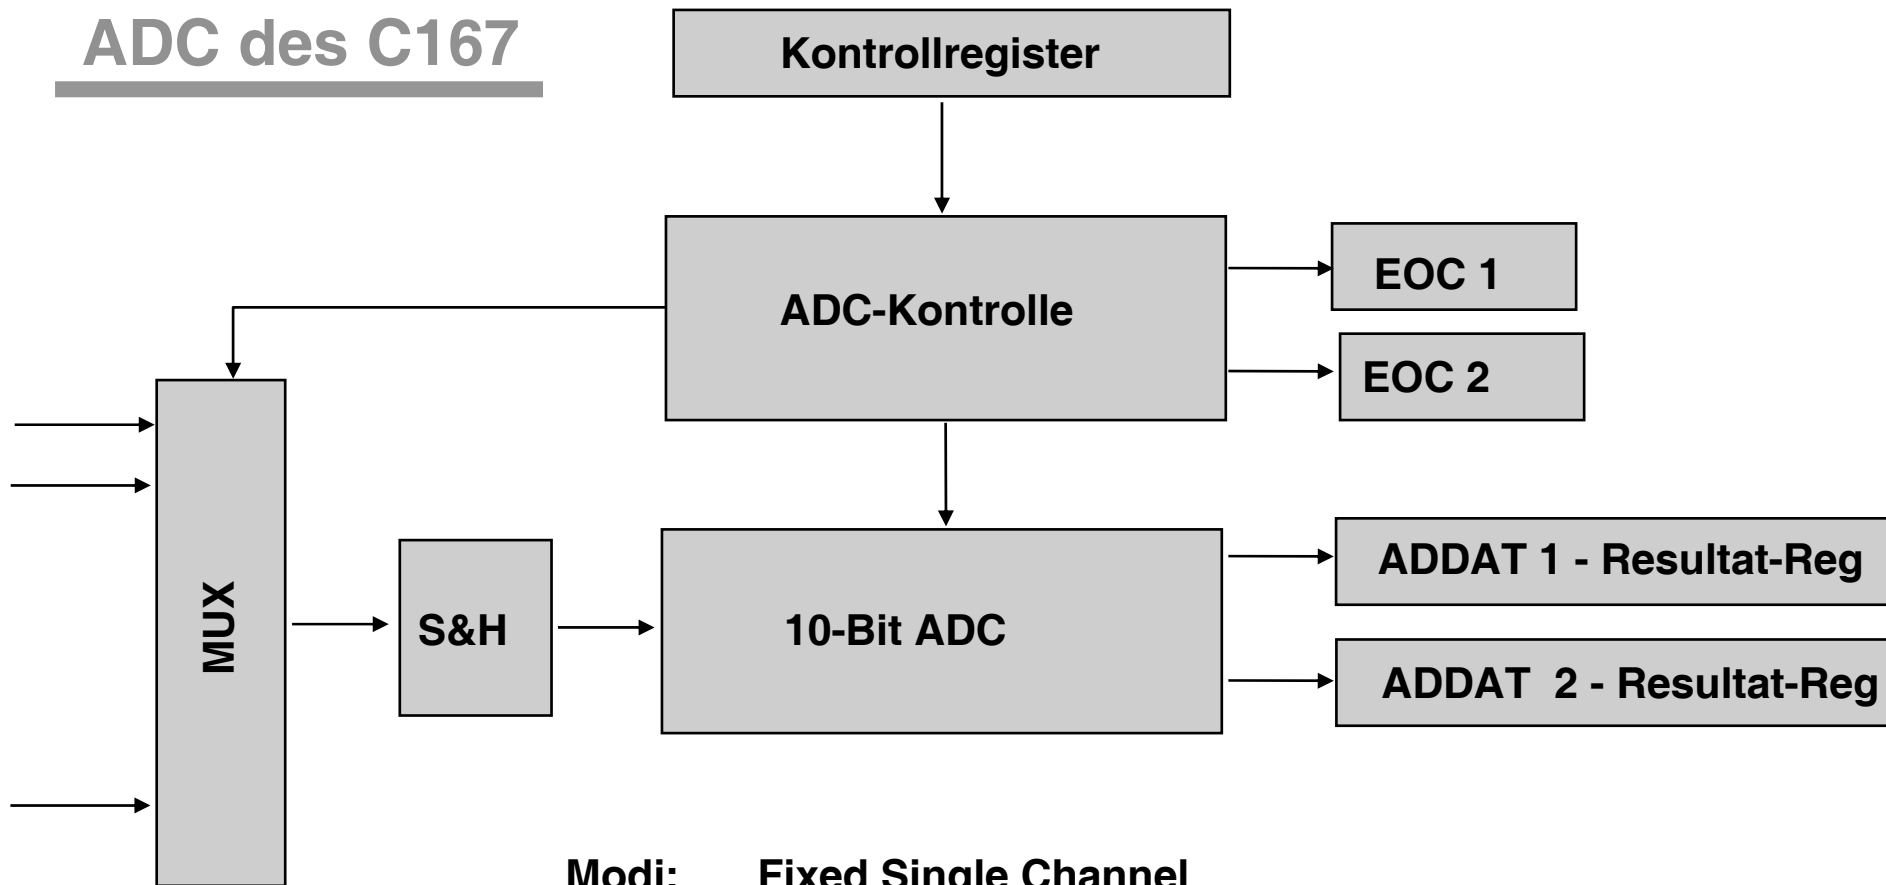 ADC des C167
Kontrollregister
ADC-Kontrolle
EOC 1
EOC 2
MUX
S&H
10-Bit ADC
ADDAT 1 - Resultat-Reg
ADDAT  2 - Resultat-Reg
Modi: Fixed Single Channel